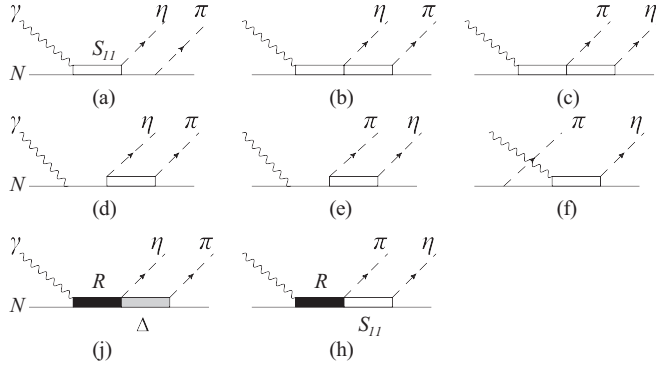 γ η π π η
S11
N
(a) (b) (c)
γ η π π η π η
N
(d) (e) (f)
γ η π π η
R R
N
Δ S11
(j) (h)